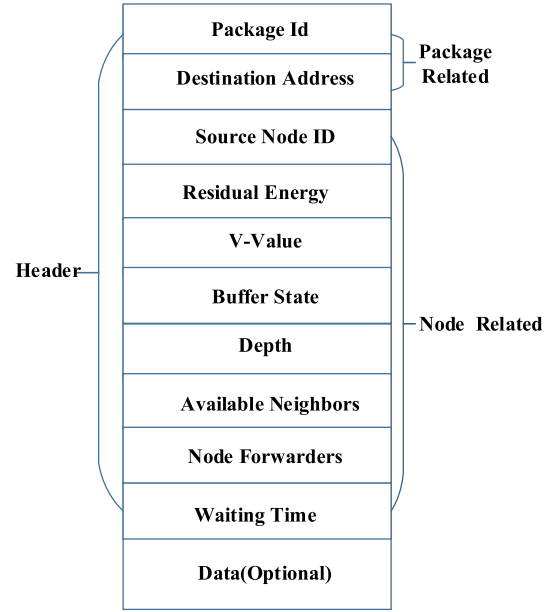 Package Id
Package
Related
Destination Address
Source Node ID
Residual Energy
V-Value
Header
Buffer State
Node Related
Depth
Available Neighbors
Node Forwarders
Waiting Time
Data(Optional)